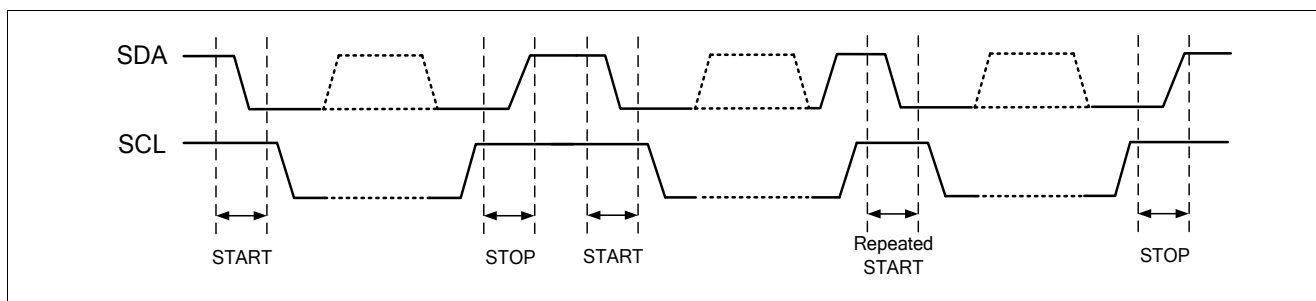 SDA
SCL
START
STOP
START
Repeated
START
STOP